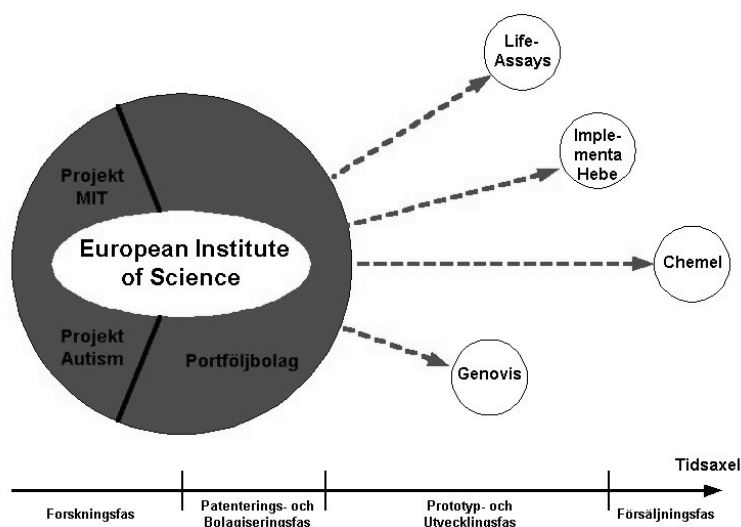 Life-
Assays
Imple-
menta
Hebe
Projekt
MIT
European Institute
of Science
Chemel
Projekt
Autism
Portföljbolag
Genovis
Tidsaxel
Forskningsfas
Patenterings- och
Bolagiseringsfas
Prototyp- och
Utvecklingsfas
Försäljningsfas